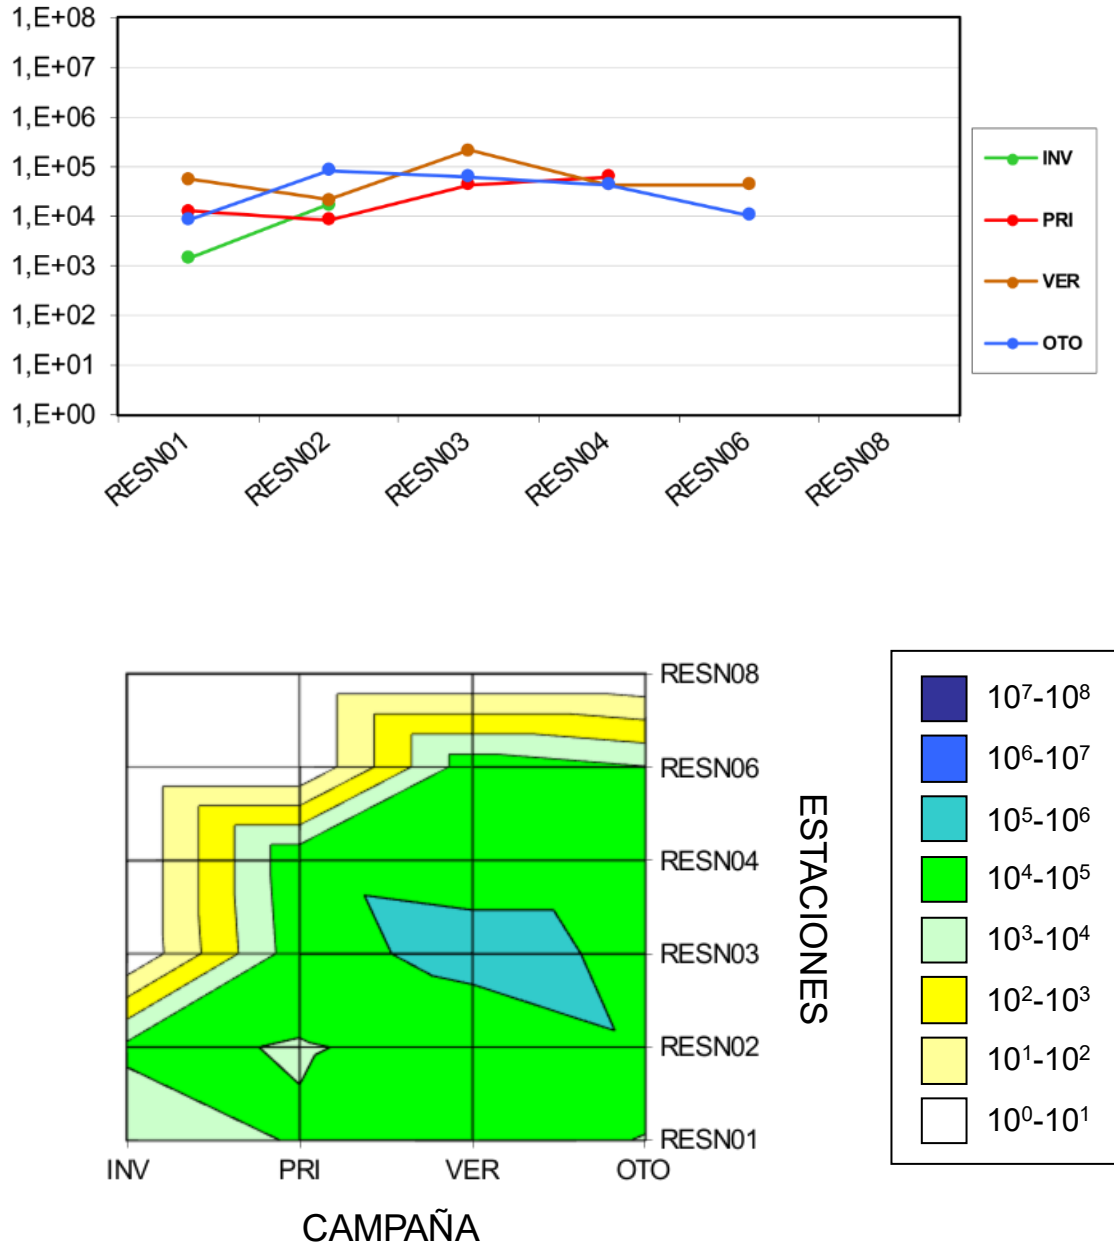 1,E+08
1,E+07
1,E+06
1,E+05
1,E+04
1,E+03
1,E+02
1,E+01
1,E+00
RESN01
RESN02
RESN03
RESN04
RESN06
RESN08
INV
PRI
VER
OTO
RESN08
RESN06
RESN04
RESN03
RESN02
RESN01
INV
PRI
VER
OTO
CAMPAÑA
ESTACIONES
10⁷-10⁸
10⁶-10⁷
10⁵-10⁶
10⁴-10⁵
10³-10⁴
10²-10³
10¹-10²
10⁰-10¹